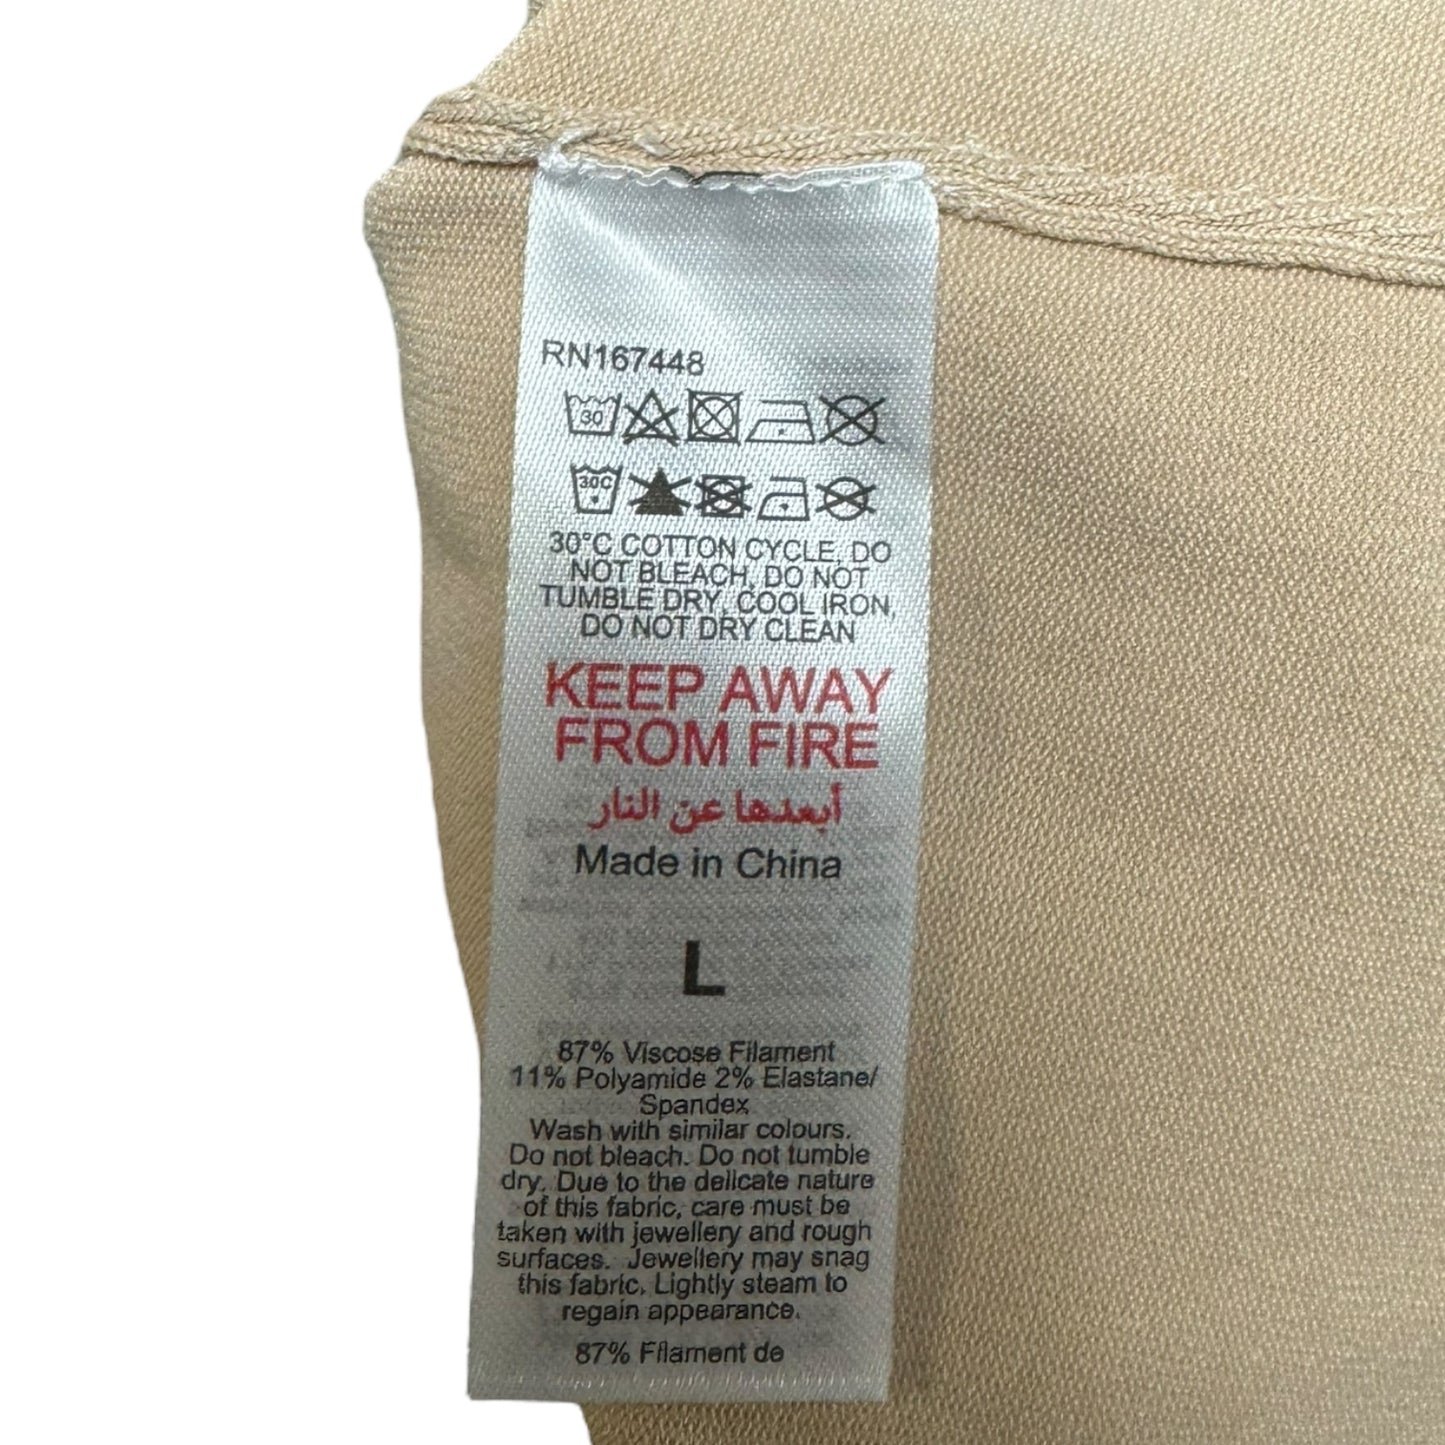 RN167448
30
30C
30°C COTTON CYCLE, DO
NOT BLEACH, DO NOT
TUMBLE DRY, COOL IRON,
DO NOT DRY CLEAN
KEEP AWAY
FROM FIRE
أبعدها عن النار
Made in China
L
87% Viscose Filament
11% Polyamide 2% Elastane/
Spandex
Wash with similar colours.
Do not bleach. Do not tumble
dry. Due to the delicate nature
of this fabric, care must be
taken with jewellery and rough
surfaces. Jewellery may snag
this fabric. Lightly steam to
regain appearance.
87% Filament de